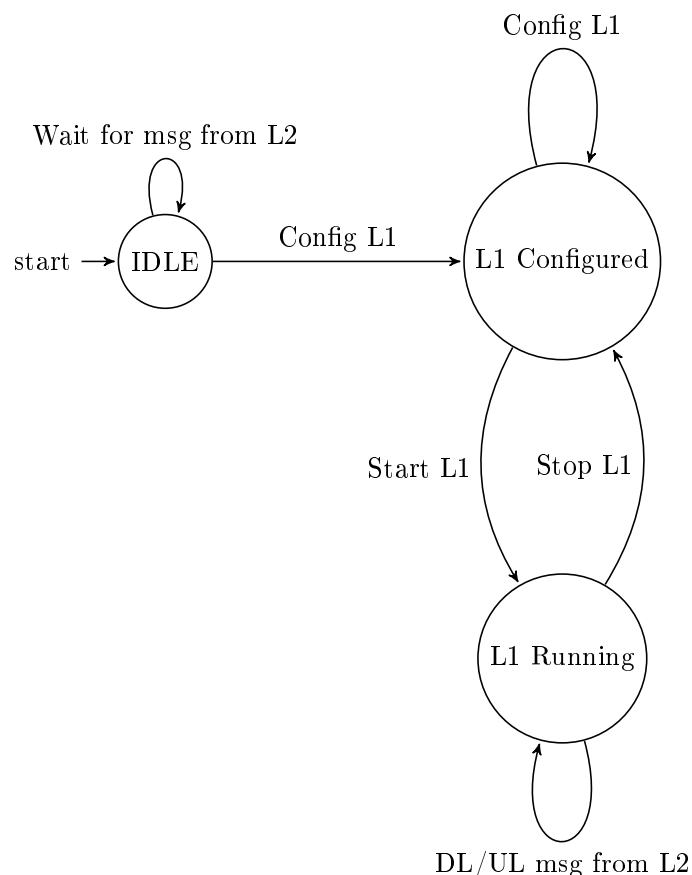 Config L1
Wait for msg from L2
start
IDLE
Config L1
L1 Configured
Start L1
Stop L1
L1 Running
DL/UL msg from L2